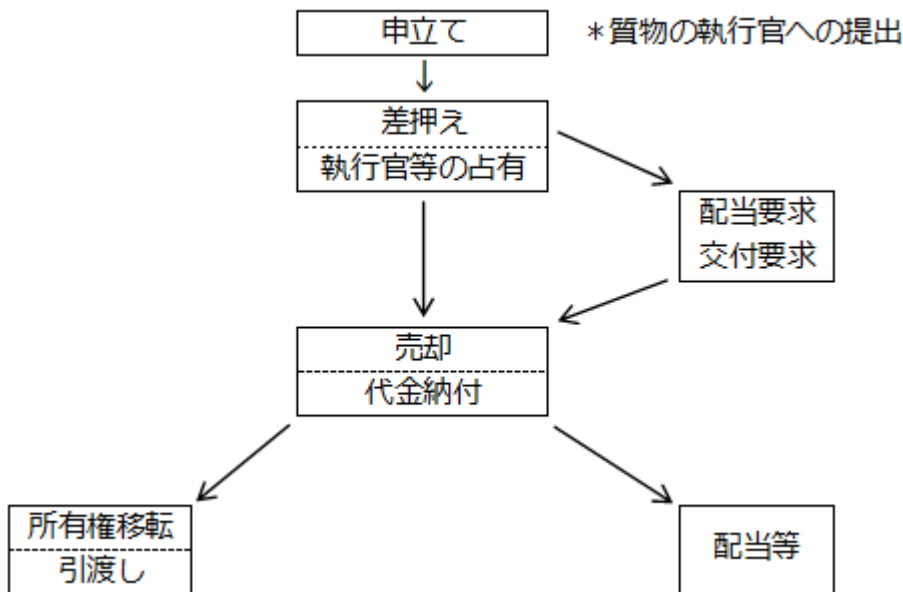 申立て
*質物の執行官への提出
差押え
執行官等の占有
配当要求
交付要求
売却
代金納付
所有権移転
引渡し
配当等